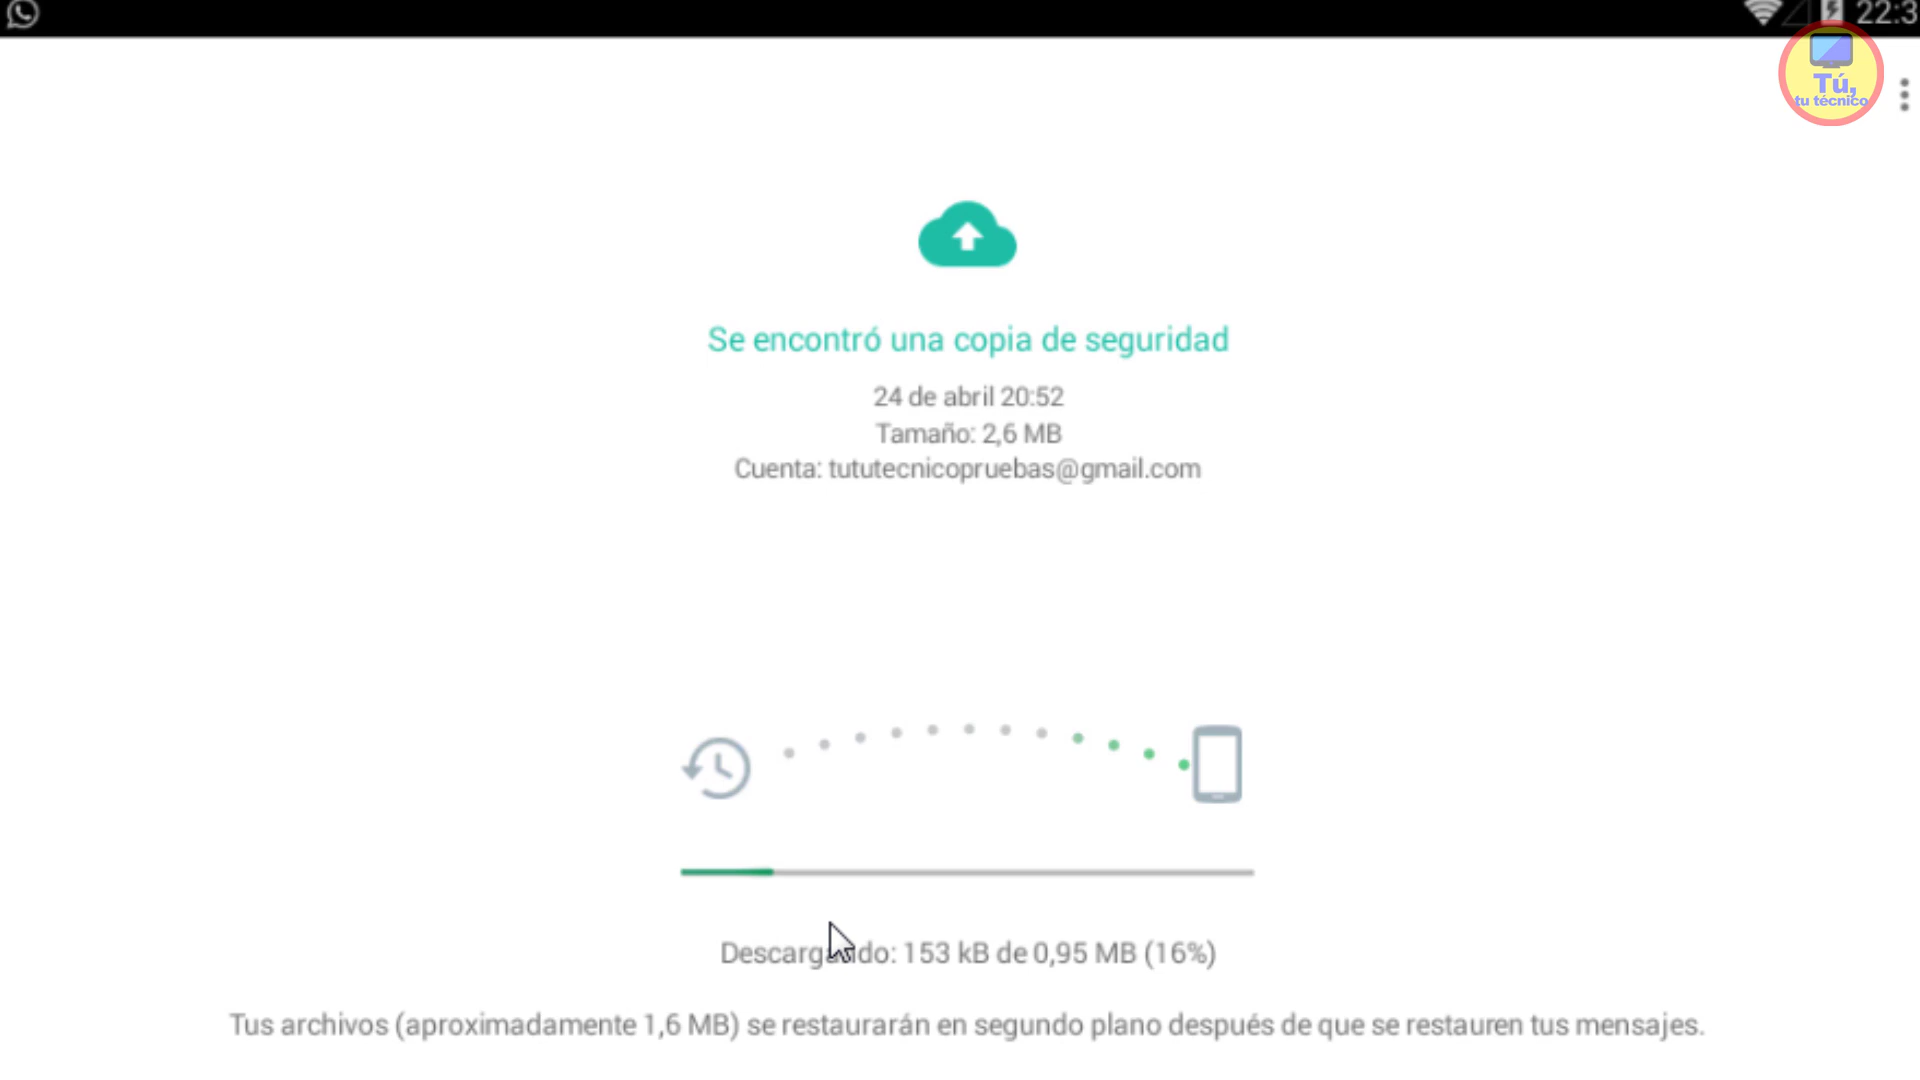 22:3
Tú,
tu técnico
Se encontró una copia de seguridad
24 de abril 20:52
Tamaño: 2,6 MB
Cuenta: tututecnicopruebas@gmail.com
Descargando: 153 kB de 0,95 MB (16%)
Tus archivos (aproximadamente 1,6 MB) se restaurarán en segundo plano después de que se restauren tus mensajes.